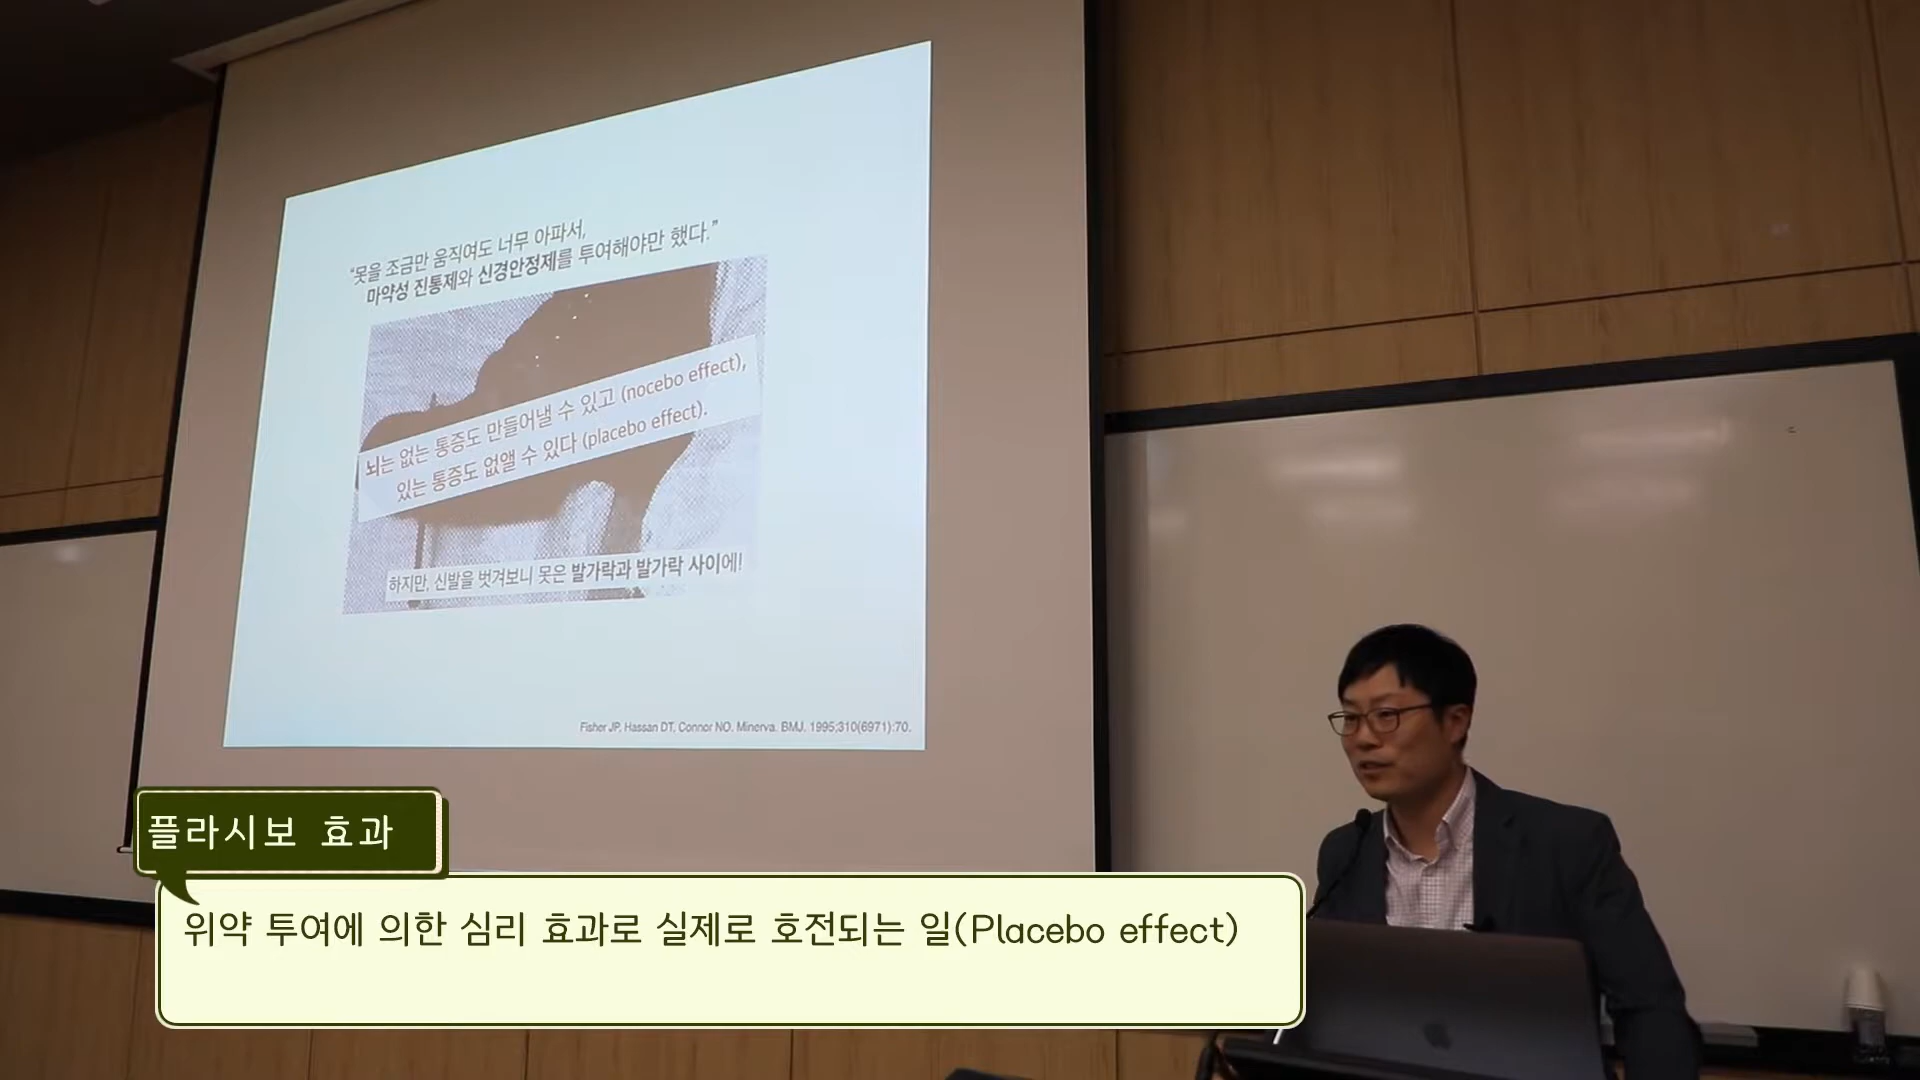 “못을 조금만 움직여도 너무 아파서,
마약성 진통제와 신경안정제를 투여해야만 했다.”
뇌는 없는 통증도 만들어낼 수 있고 (nocebo effect),
있는 통증도 없앨 수 있다 (placebo effect).
하지만, 신발을 벗겨보니 못은 발가락과 발가락 사이에!
Fisher JP, Hassan DT, Connor NO. Minerva. BMJ. 1995;310(6971):70.
플라시보 효과
위약 투여에 의한 심리 효과로 실제로 호전되는 일(Placebo effect)